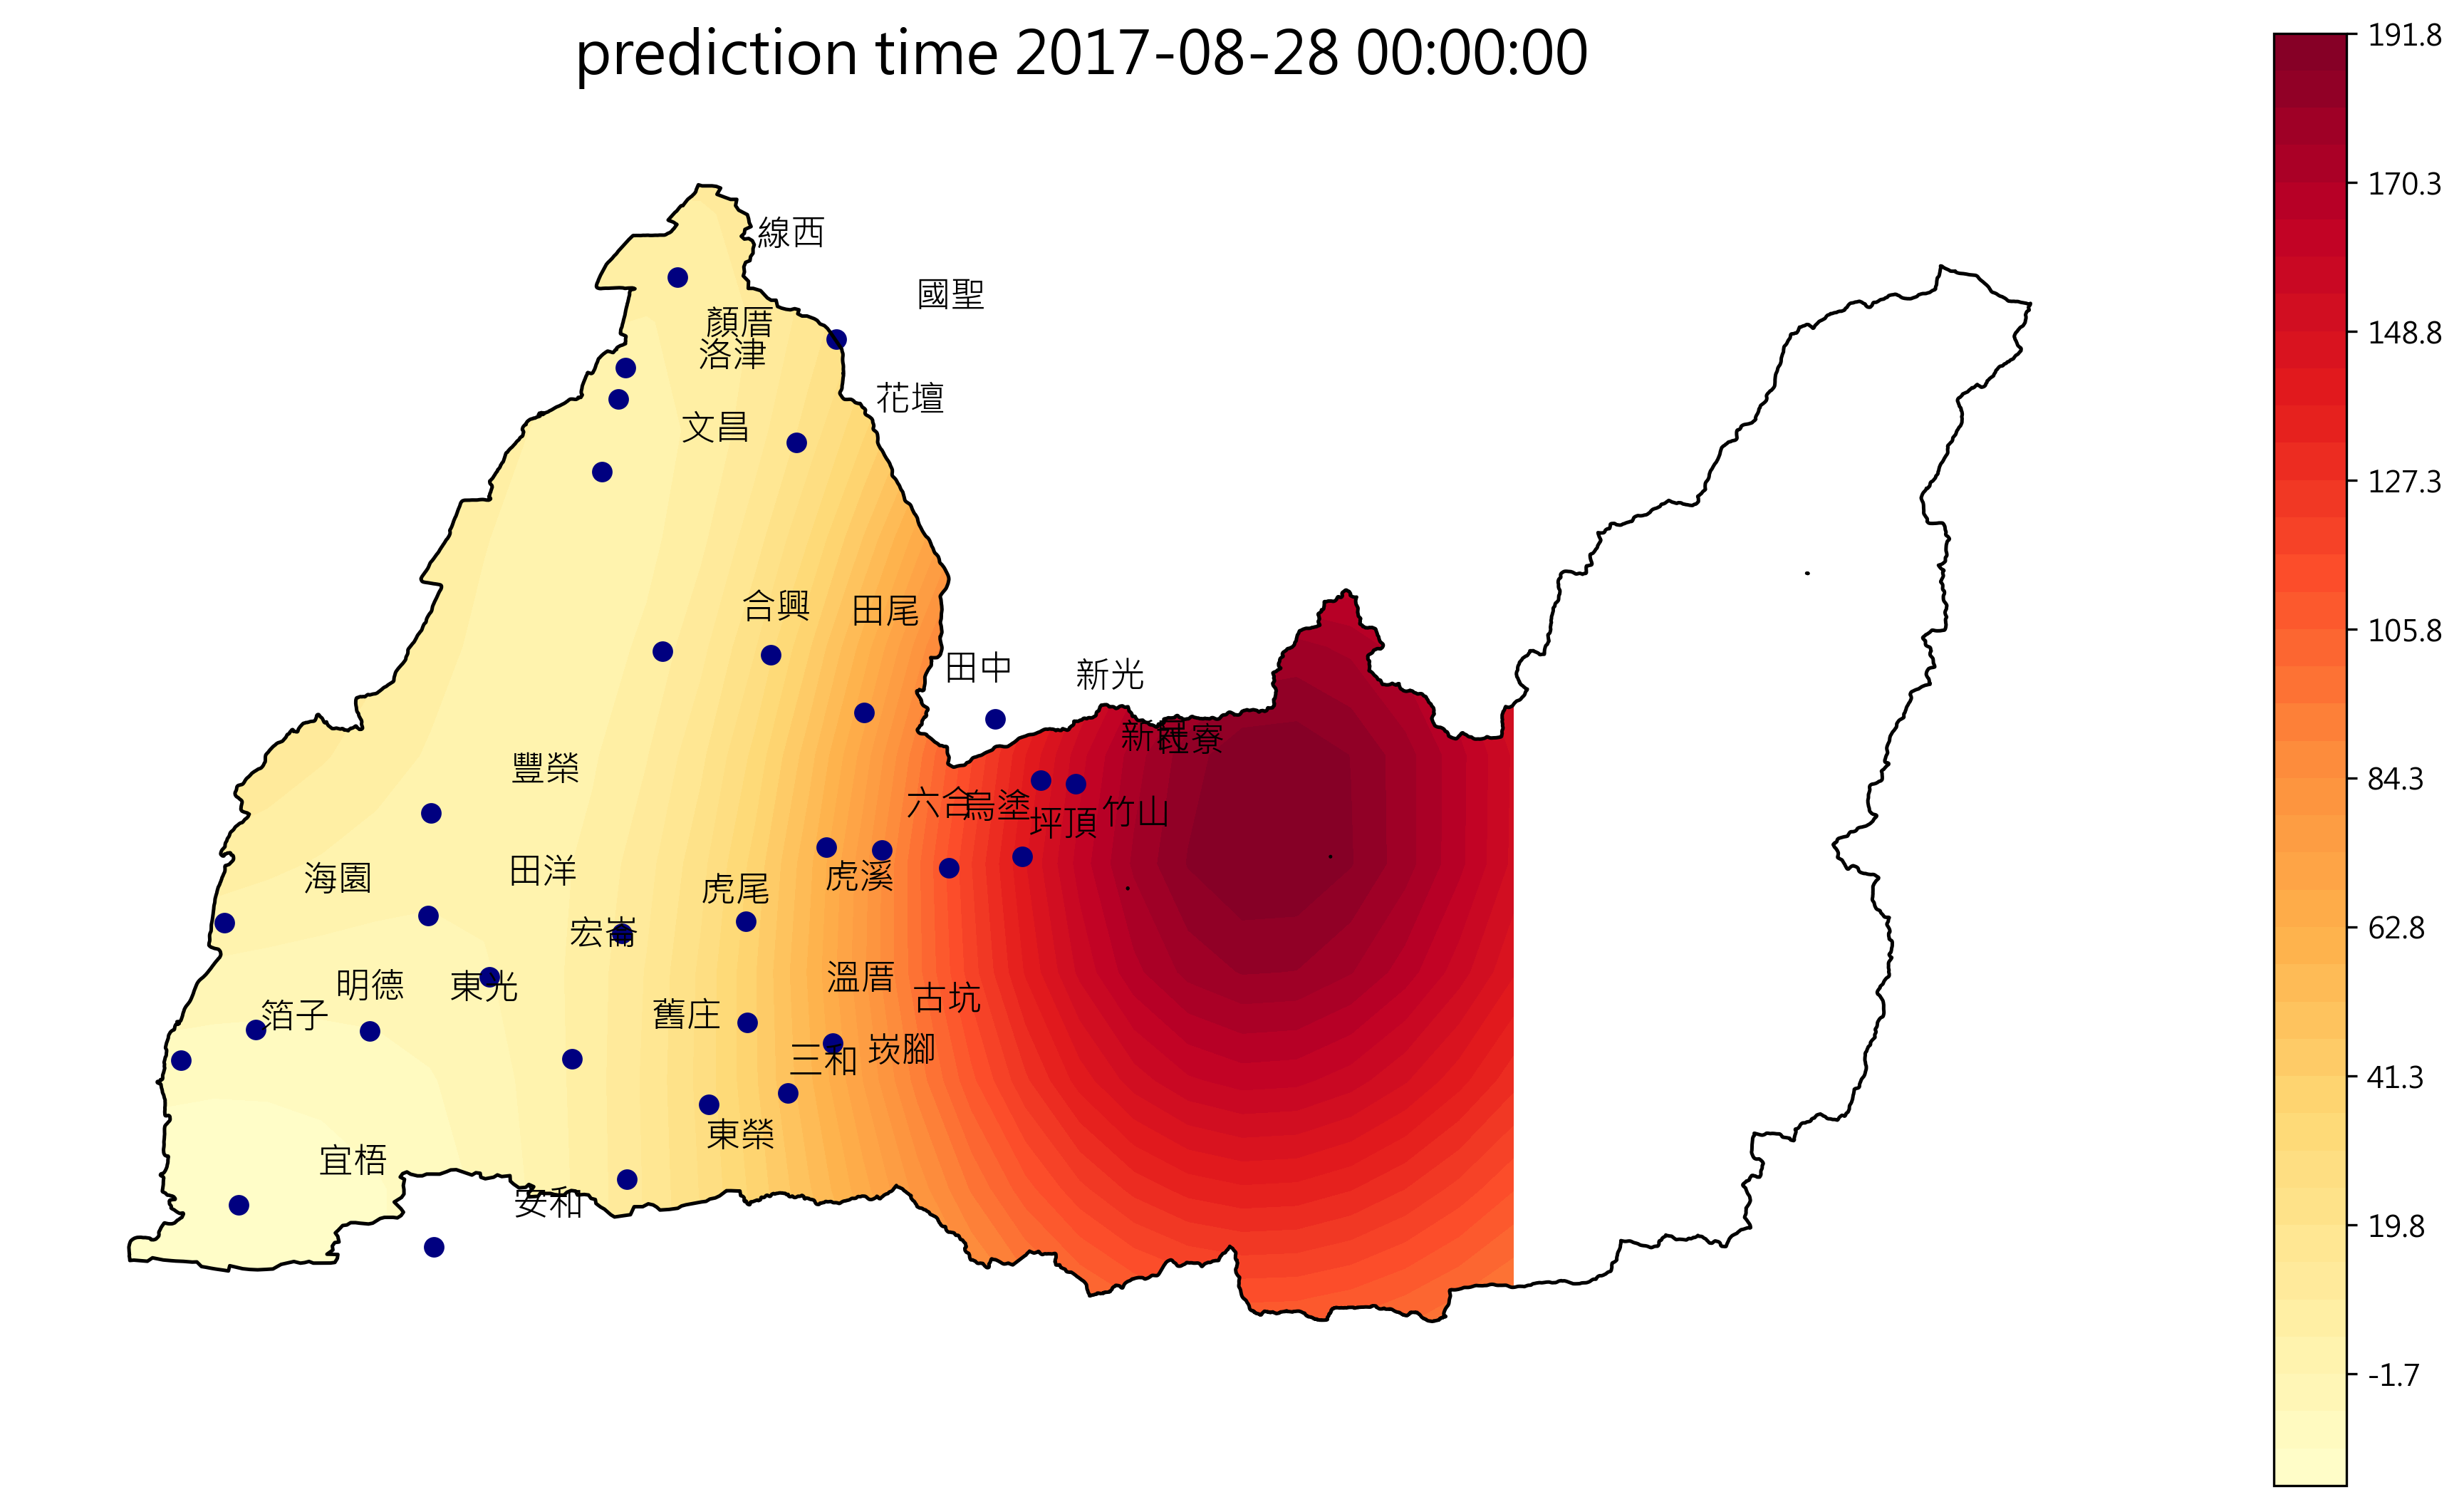 prediction time 2017-08-28 00:00:00
191.8
170.3
148.8
127.3
105.8
84.3
62.8
41.3
19.8
-1.7
線西
國聖
顏厝
洛津
花壇
文昌
合興
田尾
田中
新光
新民
社寮
豐榮
六合
烏塗
坪頂
竹山
海園
田洋
虎尾
虎溪
宏崙
明德
東光
溫厝
古坑
箔子
舊庄
三和
崁腳
東榮
宜梧
安和